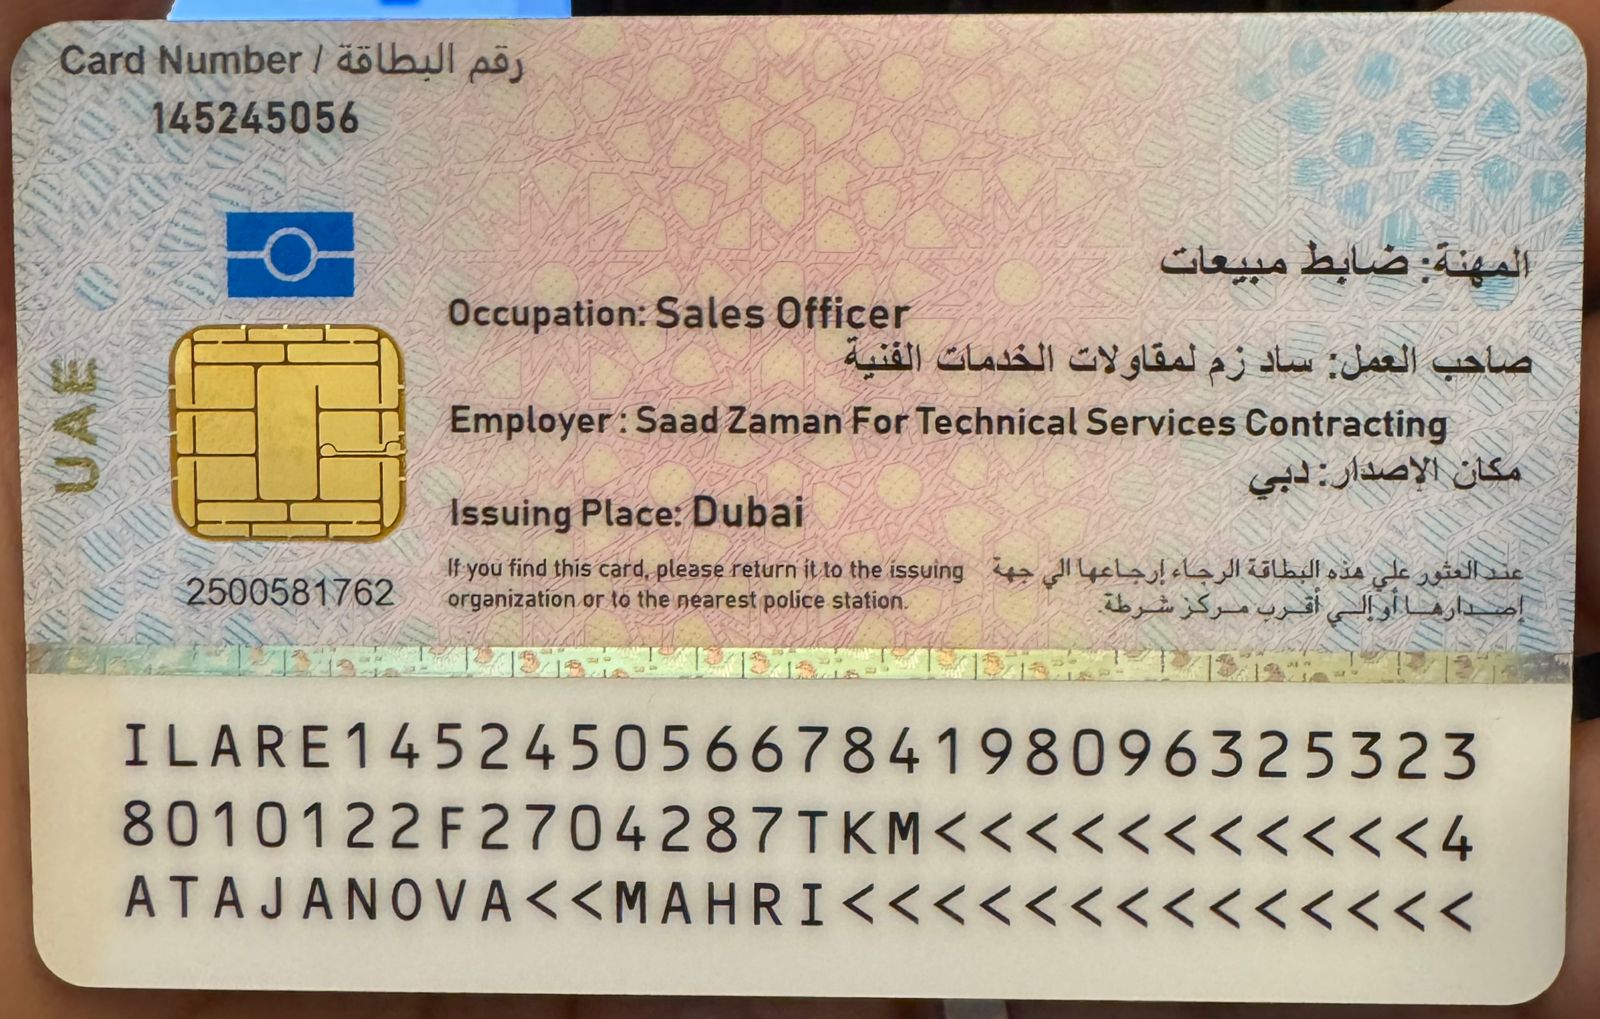 Card Number / رقم البطاقة
145245056
المهنة: ضابط مبيعات
Occupation: Sales Officer
صاحب العمل: ساد زم لمقاولات الخدمات الفنية
UAE
Employer: Saad Zaman For Technical Services Contracting
مكان الإصدار: دبي
Issuing Place: Dubai
2500581762
If you find this card, please return it to the issuing
organization or to the nearest police station.
عند العثور علي هذه البطاقة الرجاء إرجاعها الي جهة
إصدارها أو إلي أقرب مركز شرطة.
ILARE1452450566784198096325323
8010122F2704287TKM<<<<<<<<<<<4
ATAJANOVA<<MAHRI<<<<<<<<<<<<<<